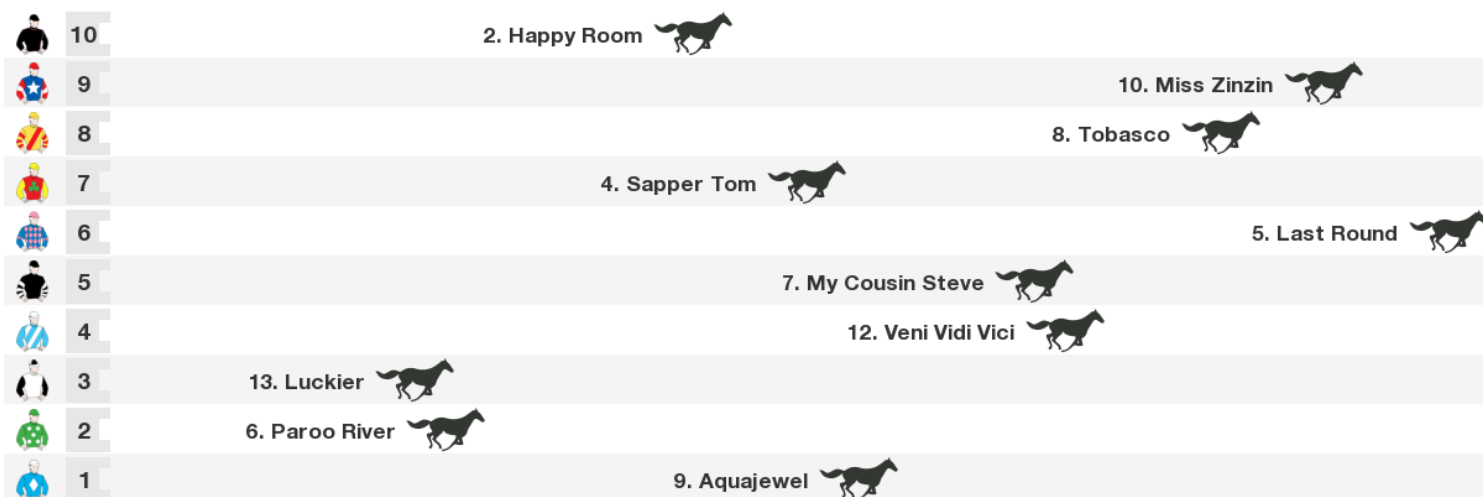 10 2. Happy Room
9 10. Miss Zinzin
8 8. Tobasco
7 4. Sapper Tom
6 5. Last Round
5 7. My Cousin Steve
4 12. Veni Vidi Vici
3 13. Luckier
2 6. Paroo River
1 9. Aquajewel